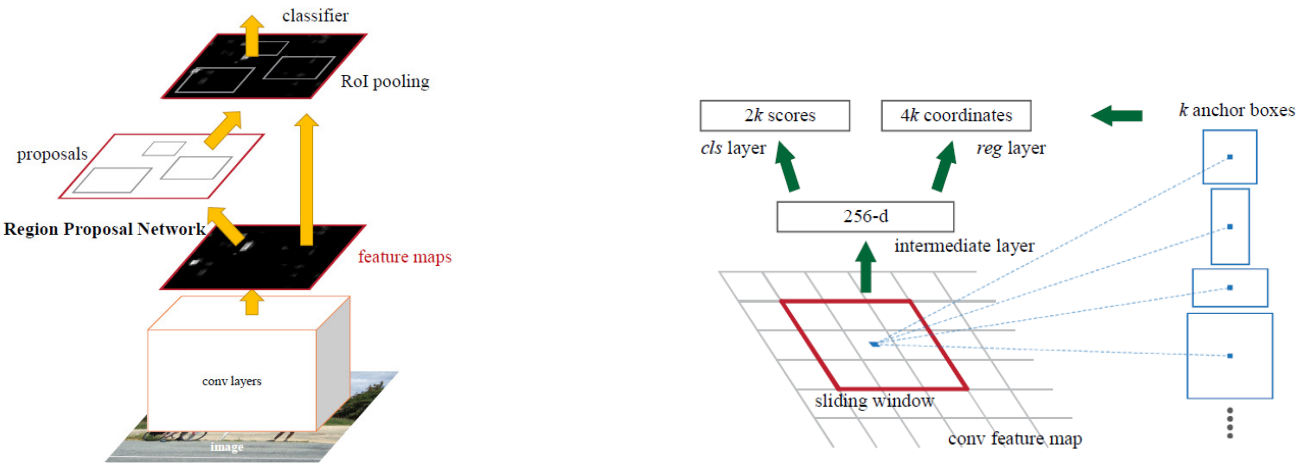 classifier
RoI pooling
proposals
Region Proposal Network
feature maps
conv layers
image
2k scores
4k coordinates
k anchor boxes
cls layer
reg layer
256-d
intermediate layer
sliding window
conv feature map